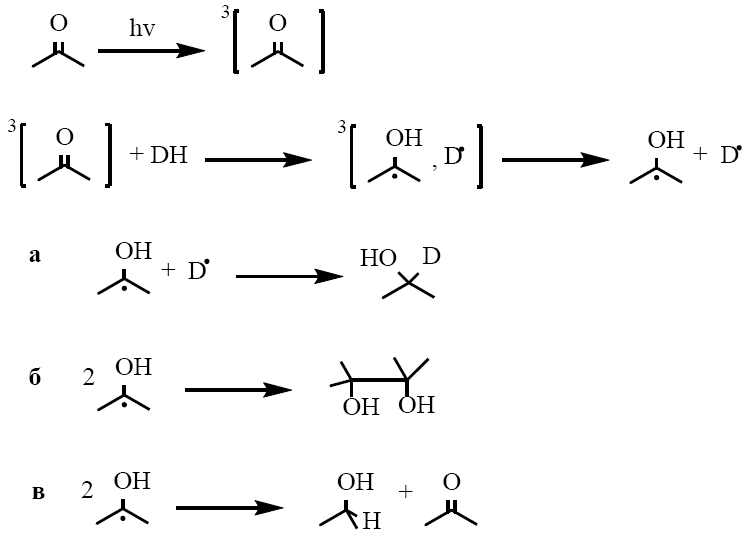 O hν 3 O
3 O + DH 3 OH , D• OH + D•
а OH + D• HO D
б 2 OH OH OH
в 2 OH OH H + O